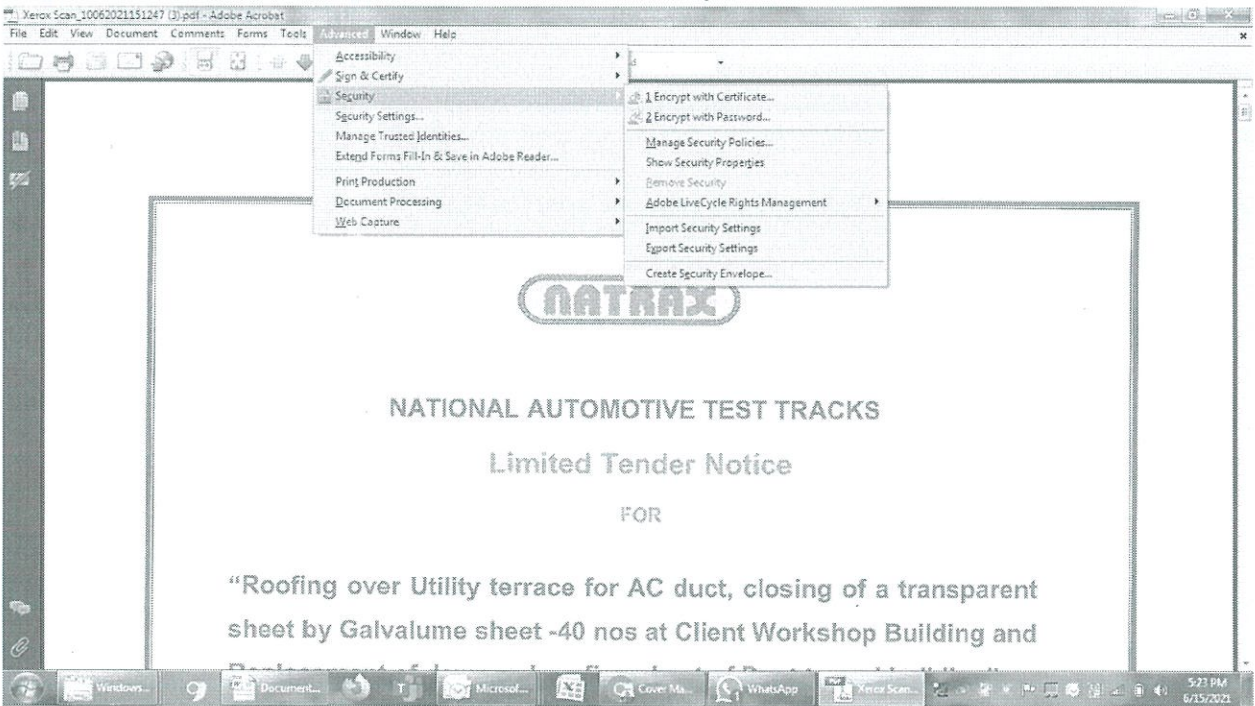 Xerox Scan_10062021151247 (3).pdf - Adobe Acrobat
File Edit View Document Comments Forms Tools Advanced Window Help
Accessibility
Sign & Certify
Security
Security Settings...
Manage Trusted Identities...
Extend Forms Fill-In & Save in Adobe Reader...
Print Production
Document Processing
Web Capture
1 Encrypt with Certificate...
2 Encrypt with Password...
Manage Security Policies...
Show Security Properties
Remove Security
Adobe LiveCycle Rights Management
Import Security Settings
Export Security Settings
Create Security Envelope...
NATRAX
NATIONAL AUTOMOTIVE TEST TRACKS
Limited Tender Notice
FOR
“Roofing over Utility terrace for AC duct, closing of a transparent
sheet by Galvalume sheet -40 nos at Client Workshop Building and
Windows... Document... Microsof... Cover Ma... WhatsApp Xerox Scan...
5:23 PM
6/15/2021